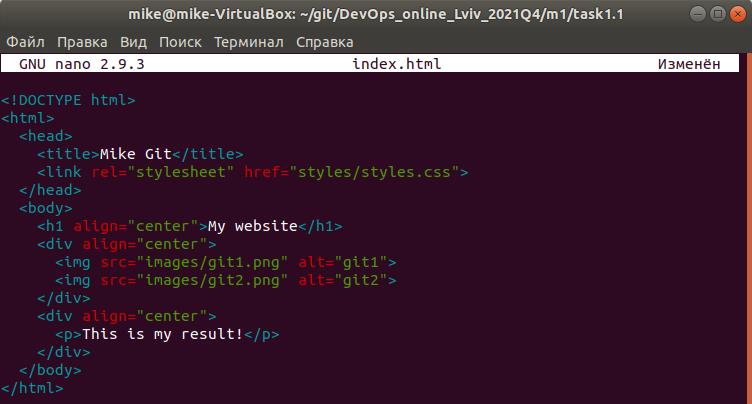 mike@mike-VirtualBox: ~/git/DevOps_online_Lviv_2021Q4/m1/task1.1
Файл Правка Вид Поиск Терминал Справка
GNU nano 2.9.3 index.html Изменён
<!DOCTYPE html>
<html>
  <head>
    <title>Mike Git</title>
    <link rel="stylesheet" href="styles/styles.css">
  </head>
  <body>
    <h1 align="center">My website</h1>
    <div align="center">
      <img src="images/git1.png" alt="git1">
      <img src="images/git2.png" alt="git2">
    </div>
    <div align="center">
      <p>This is my result!</p>
    </div>
  </body>
</html>